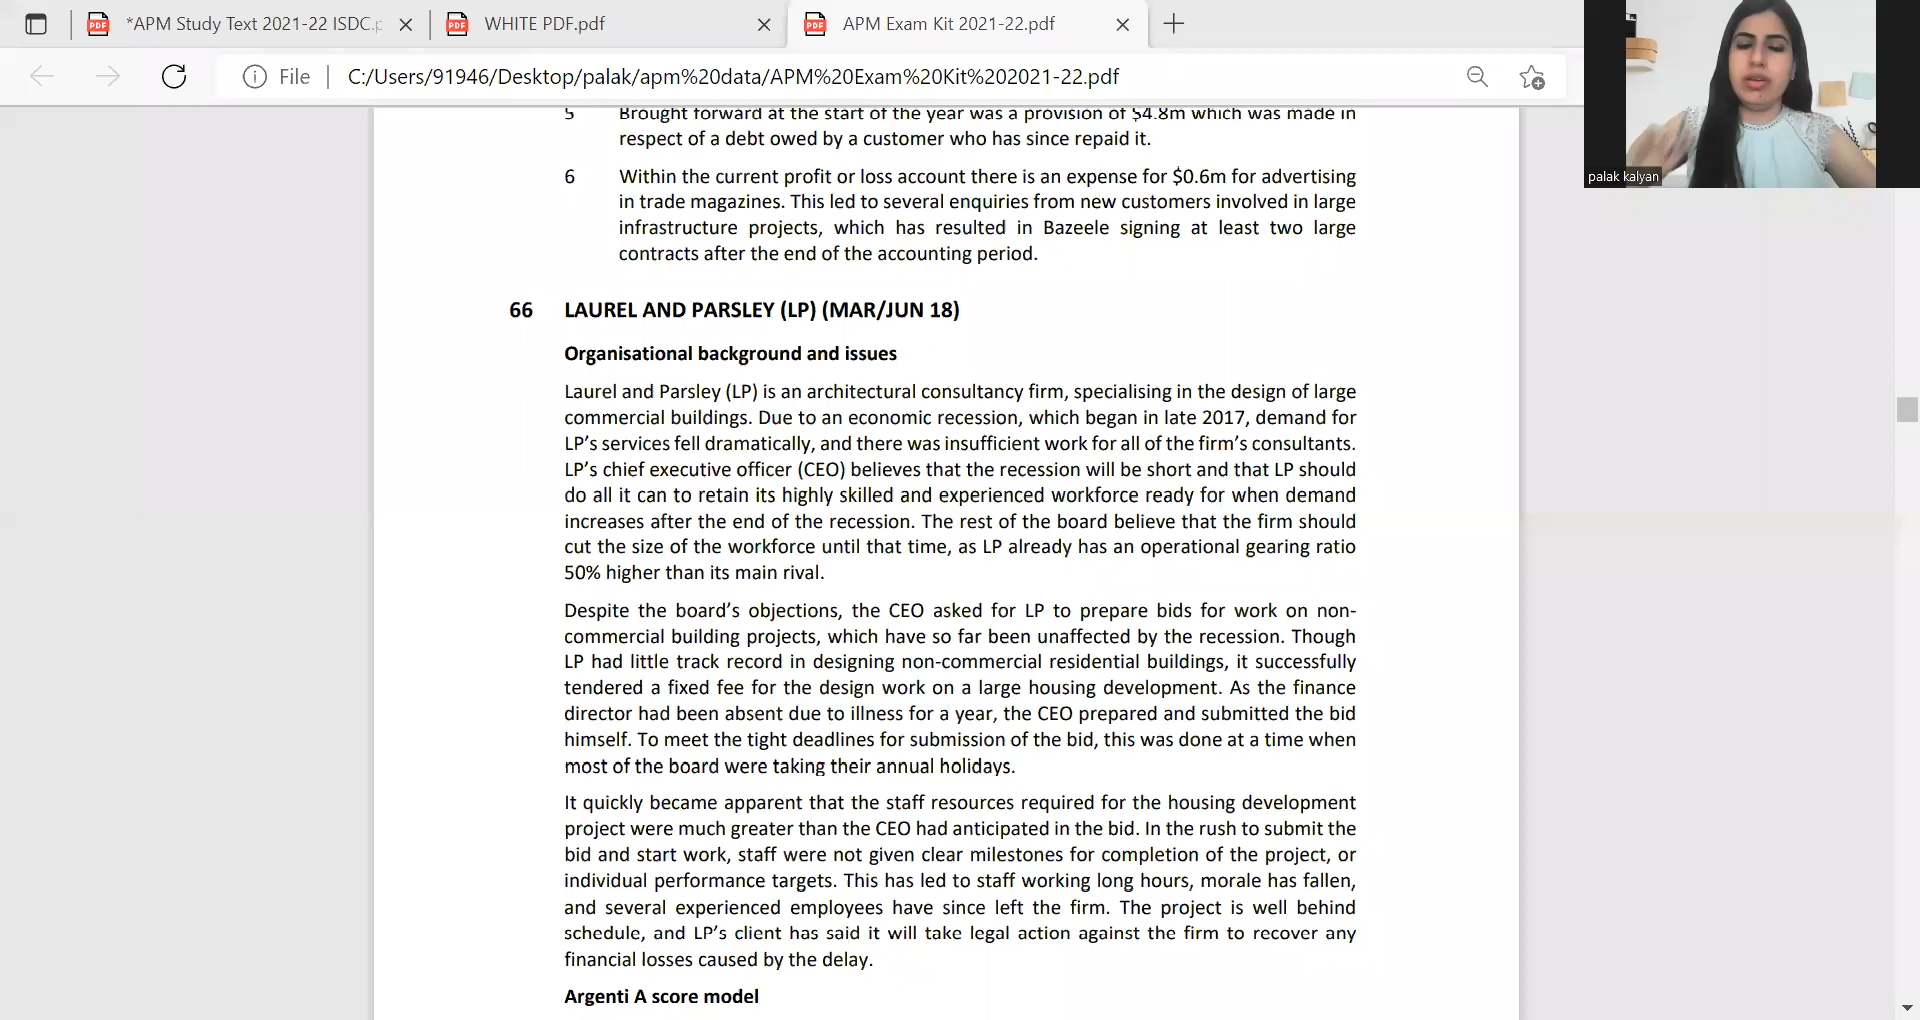 *APM Study Text 2021-22 ISDC.p
WHITE PDF.pdf
APM Exam Kit 2021-22.pdf
File
C:/Users/91946/Desktop/palak/apm%20data/APM%20Exam%20Kit%202021-22.pdf
palak kalyan
5 Brought forward at the start of the year was a provision of $4.8m which was made in
respect of a debt owed by a customer who has since repaid it.
6 Within the current profit or loss account there is an expense for $0.6m for advertising
in trade magazines. This led to several enquiries from new customers involved in large
infrastructure projects, which has resulted in Bazeele signing at least two large
contracts after the end of the accounting period.
66 LAUREL AND PARSLEY (LP) (MAR/JUN 18)
Organisational background and issues
Laurel and Parsley (LP) is an architectural consultancy firm, specialising in the design of large
commercial buildings. Due to an economic recession, which began in late 2017, demand for
LP's services fell dramatically, and there was insufficient work for all of the firm's consultants.
LP's chief executive officer (CEO) believes that the recession will be short and that LP should
do all it can to retain its highly skilled and experienced workforce ready for when demand
increases after the end of the recession. The rest of the board believe that the firm should
cut the size of the workforce until that time, as LP already has an operational gearing ratio
50% higher than its main rival.
Despite the board's objections, the CEO asked for LP to prepare bids for work on non-
commercial building projects, which have so far been unaffected by the recession. Though
LP had little track record in designing non-commercial residential buildings, it successfully
tendered a fixed fee for the design work on a large housing development. As the finance
director had been absent due to illness for a year, the CEO prepared and submitted the bid
himself. To meet the tight deadlines for submission of the bid, this was done at a time when
most of the board were taking their annual holidays.
It quickly became apparent that the staff resources required for the housing development
project were much greater than the CEO had anticipated in the bid. In the rush to submit the
bid and start work, staff were not given clear milestones for completion of the project, or
individual performance targets. This has led to staff working long hours, morale has fallen,
and several experienced employees have since left the firm. The project is well behind
schedule, and LP's client has said it will take legal action against the firm to recover any
financial losses caused by the delay.
Argenti A score model